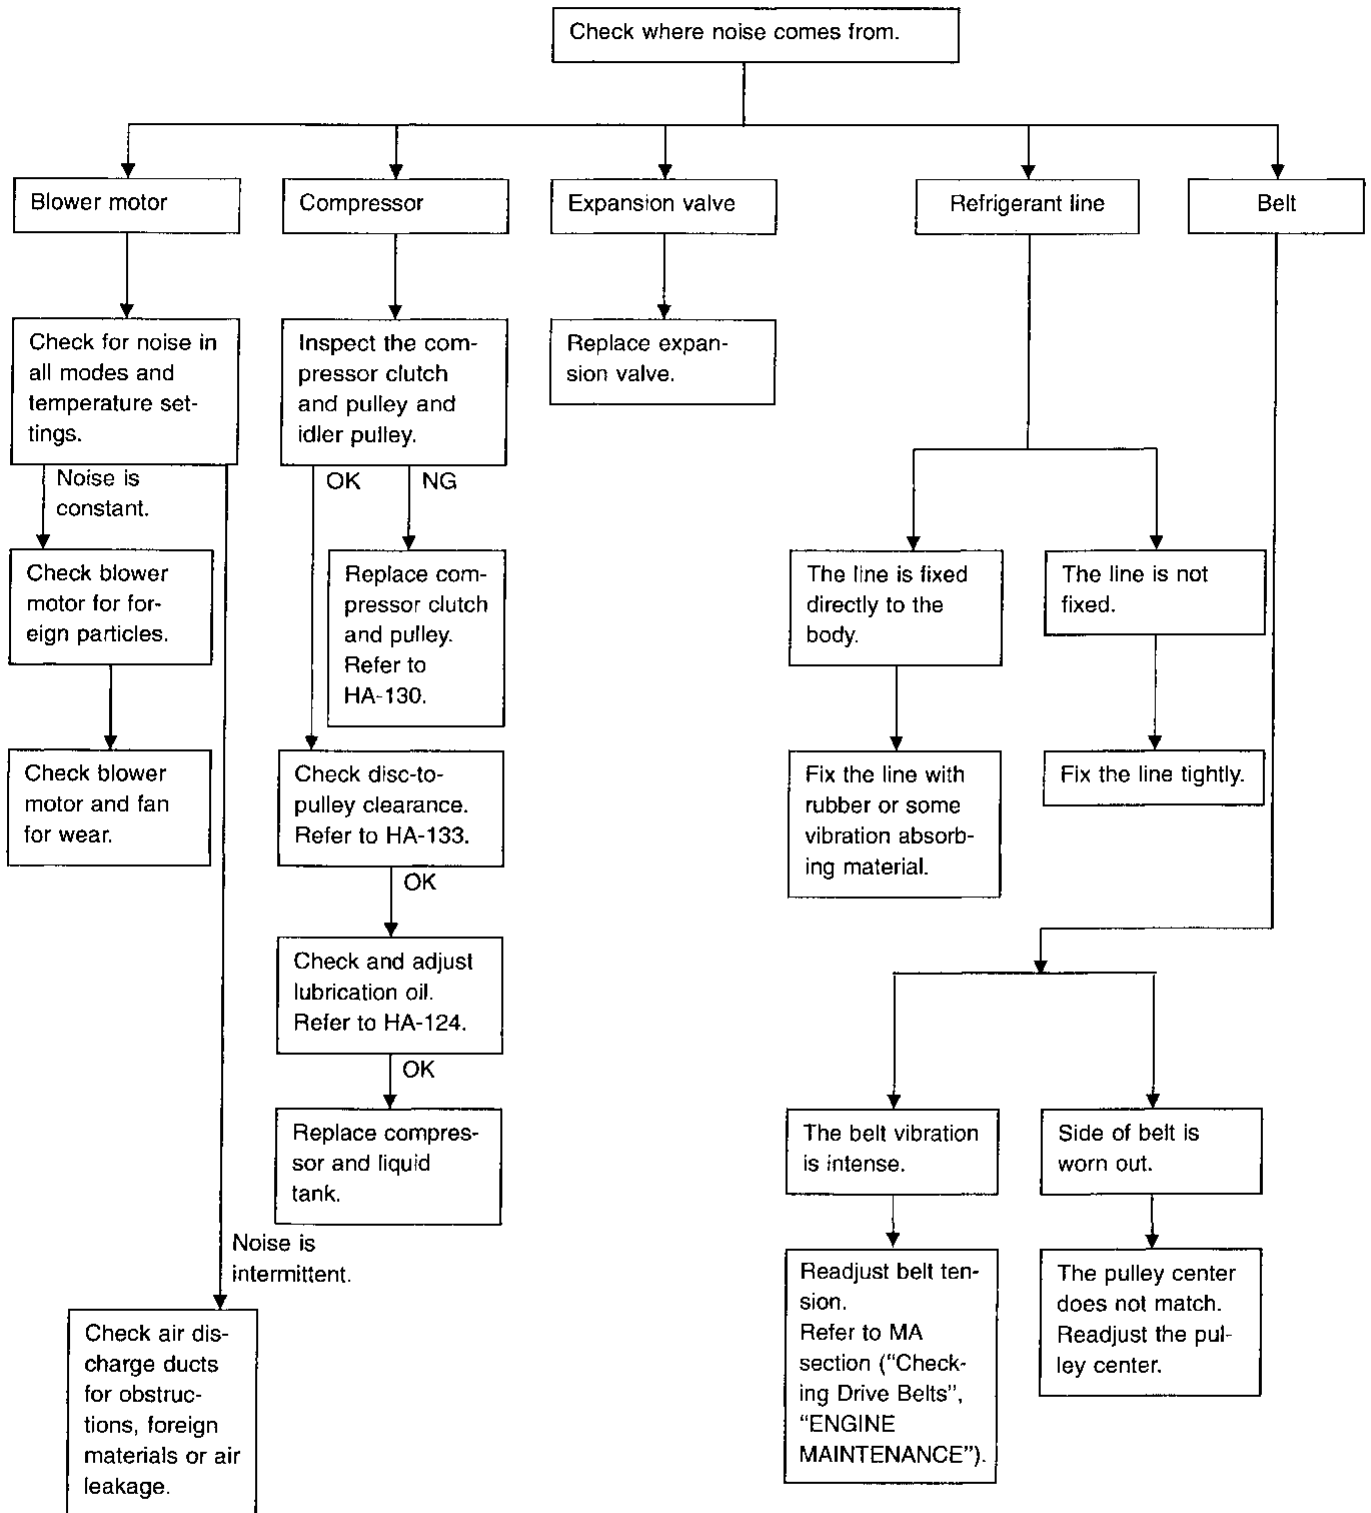 Check where noise comes from.
Blower motor
Compressor
Expansion valve
Refrigerant line
Belt
Check for noise in
all modes and
temperature set-
tings.
Inspect the com-
pressor clutch
and pulley and
idler pulley.
Replace expan-
sion valve.
Noise is
constant.
OK
NG
Check blower
motor for for-
eign particles.
Replace com-
pressor clutch
and pulley.
Refer to
HA-130.
The line is fixed
directly to the
body.
The line is not
fixed.
Check blower
motor and fan
for wear.
Check disc-to-
pulley clearance.
Refer to HA-133.
Fix the line with
rubber or some
vibration absorb-
ing material.
Fix the line tightly.
OK
Check and adjust
lubrication oil.
Refer to HA-124.
OK
Replace compres-
sor and liquid
tank.
The belt vibration
is intense.
Side of belt is
worn out.
Noise is
intermittent.
Readjust belt ten-
sion.
Refer to MA
section (“Check-
ing Drive Belts”,
“ENGINE
MAINTENANCE”).
The pulley center
does not match.
Readjust the pul-
ley center.
Check air dis-
charge ducts
for obstruc-
tions, foreign
materials or air
leakage.